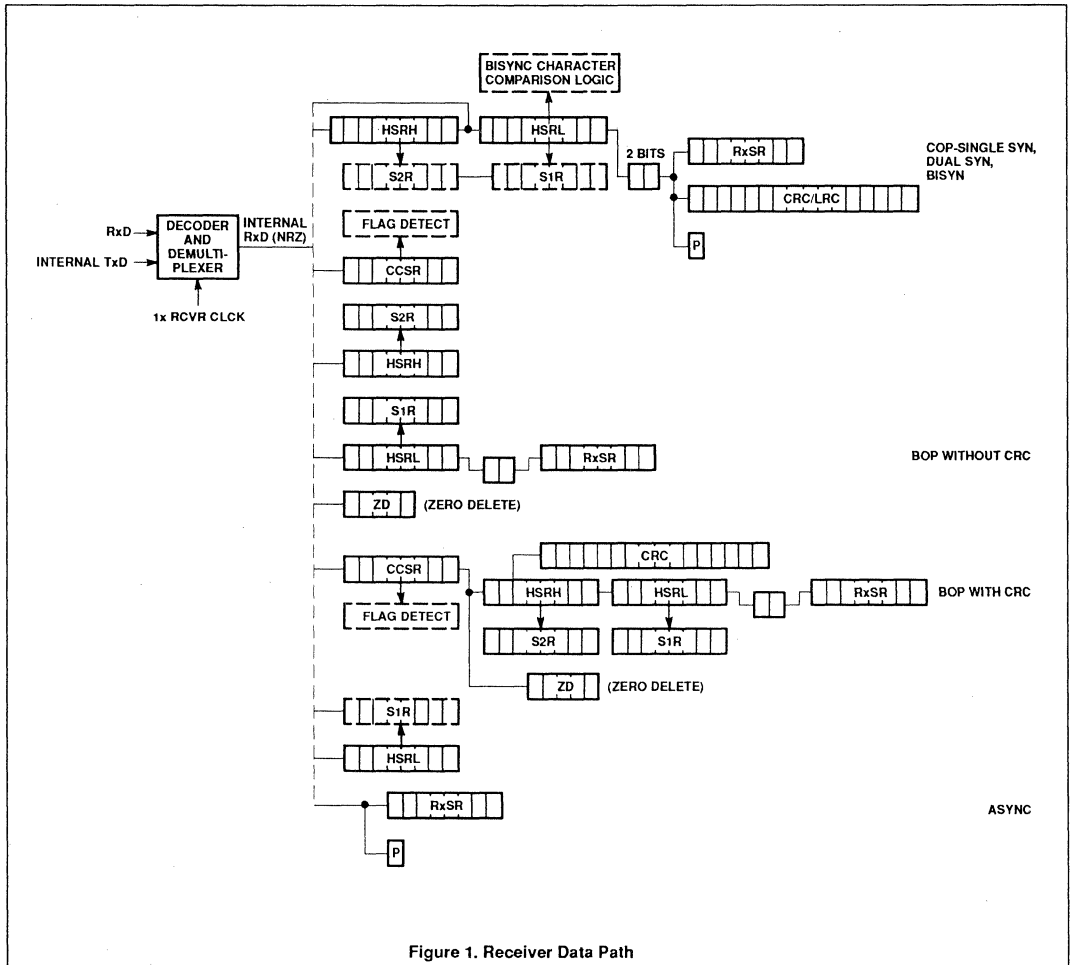 BISYNC CHARACTER
COMPARISON LOGIC
HSRH
HSRL
2 BITS
RxSR
COP-SINGLE SYN,
DUAL SYN,
BISYN
S2R
S1R
CRC/LRC
FLAG DETECT
P
RxD
INTERNAL TxD
DECODER
AND
DEMULTI-
PLEXER
INTERNAL
RxD (NRZ)
1x RCVR CLCK
CCSR
S2R
HSRH
S1R
HSRL
RxSR
BOP WITHOUT CRC
ZD
(ZERO DELETE)
CRC
CCSR
HSRH
HSRL
RxSR
BOP WITH CRC
FLAG DETECT
S2R
S1R
ZD
(ZERO DELETE)
S1R
HSRL
RxSR
ASYNC
P
Figure 1. Receiver Data Path